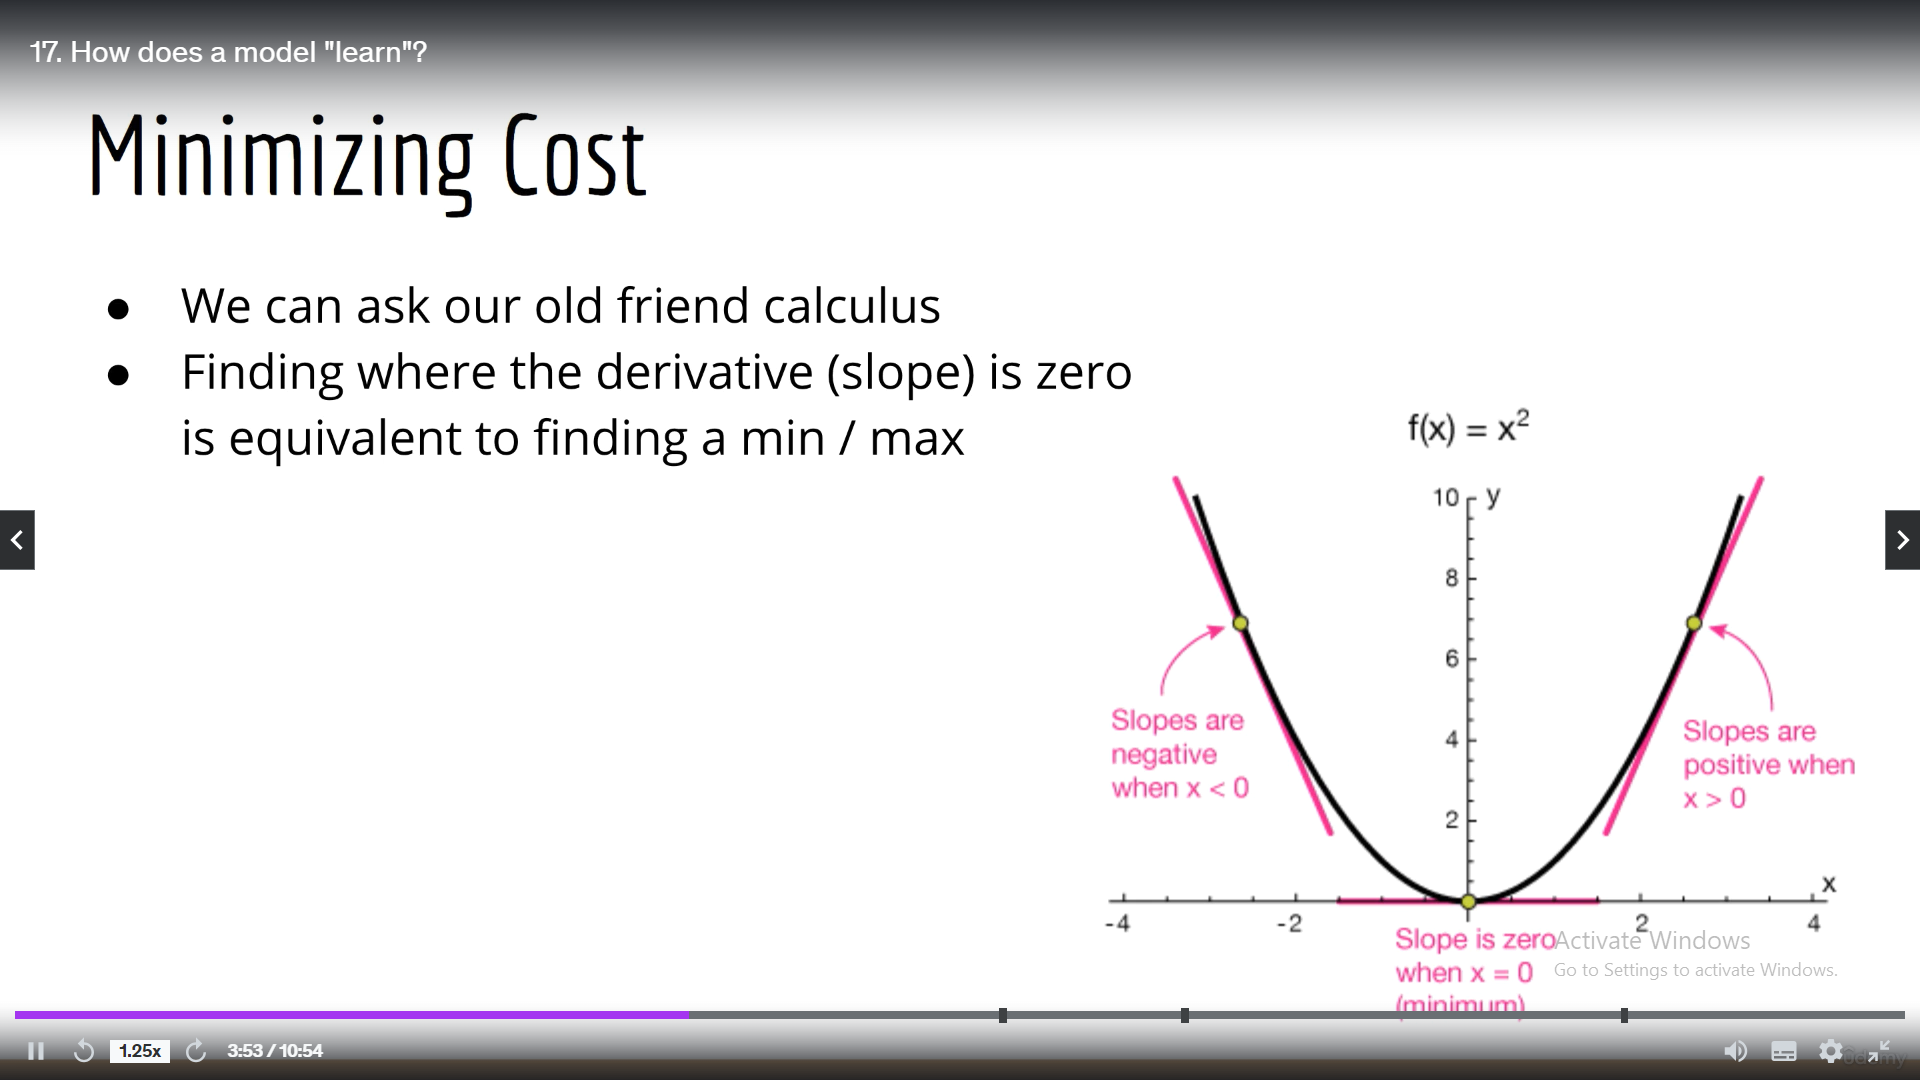 17. How does a model "learn"?
Minimizing Cost
● We can ask our old friend calculus
● Finding where the derivative (slope) is zero
is equivalent to finding a min / max
f(x) = x²
10
y
8
6
4
2
Slopes are
negative
when x < 0
Slopes are
positive when
x > 0
x
-4
-2
2
4
Slope is zero
when x = 0
(minimum)
Activate Windows
Go to Settings to activate Windows.
1.25x
3:53 / 10:54
udemy